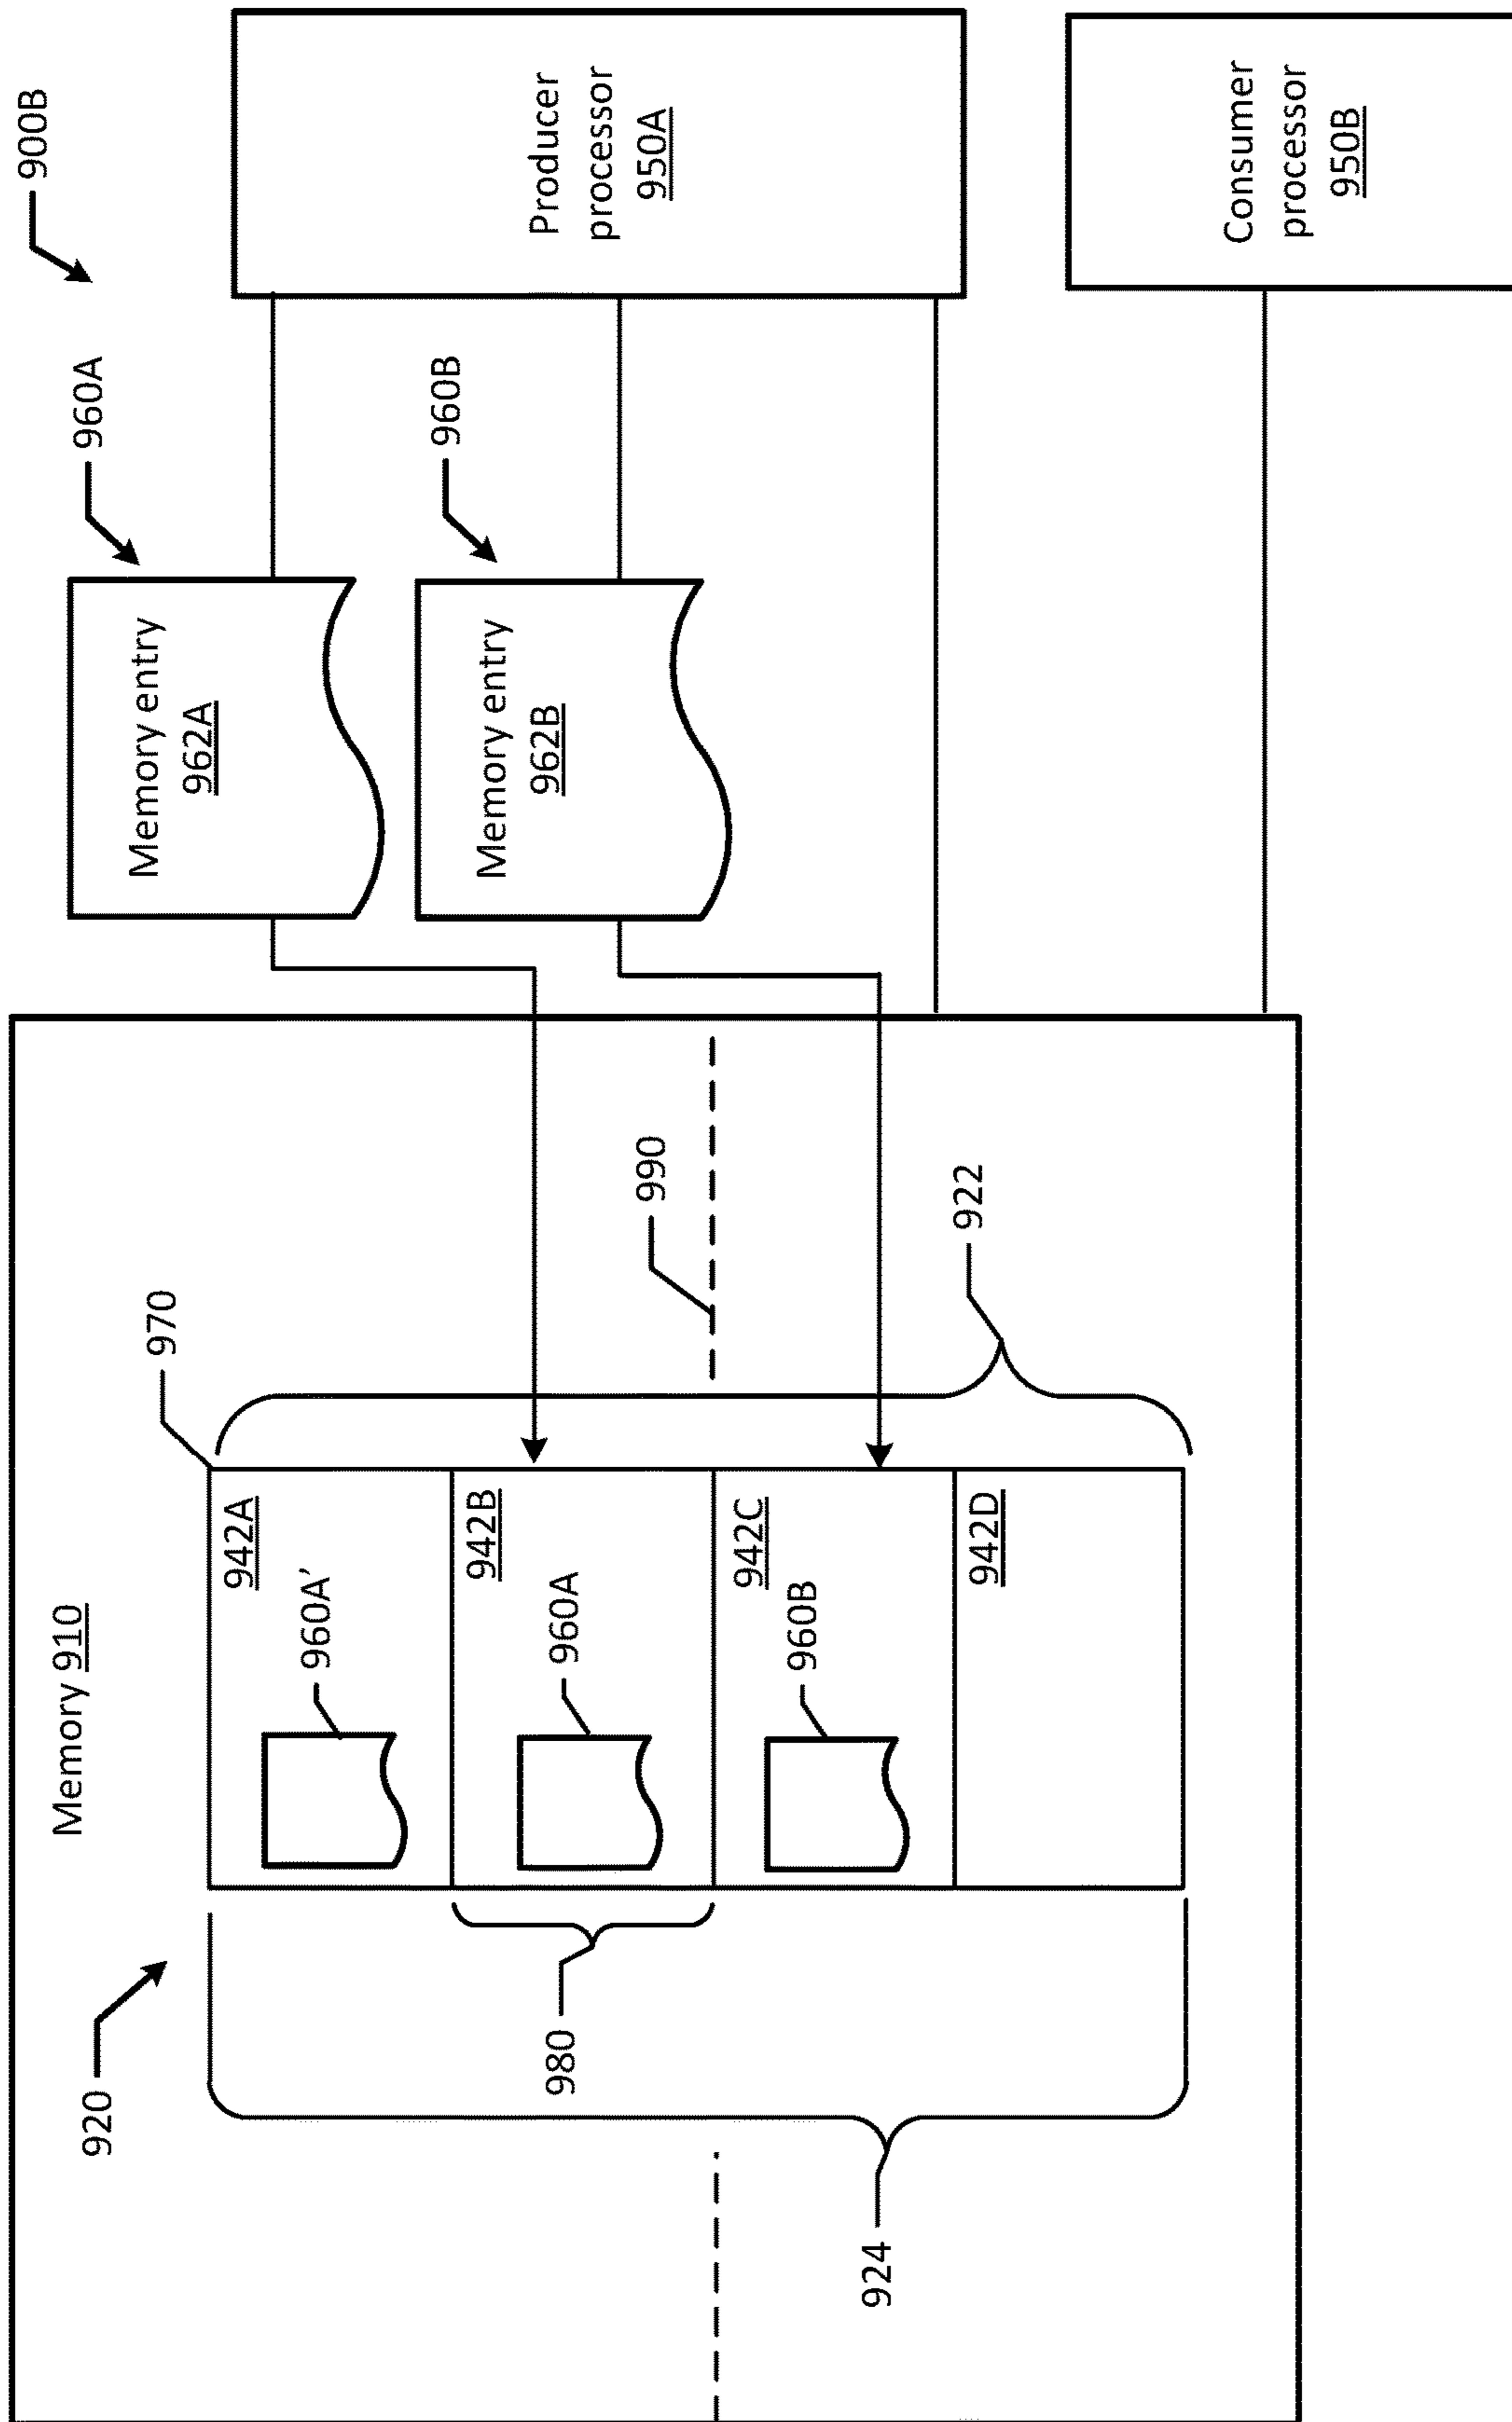 900B
960A
960B
Producer
processor
950A
Consumer
processor
950B
Memory entry
962A
Memory entry
962B
Memory 910
920
970
990
922
942A
960A’
942B
960A
942C
960B
942D
980
924